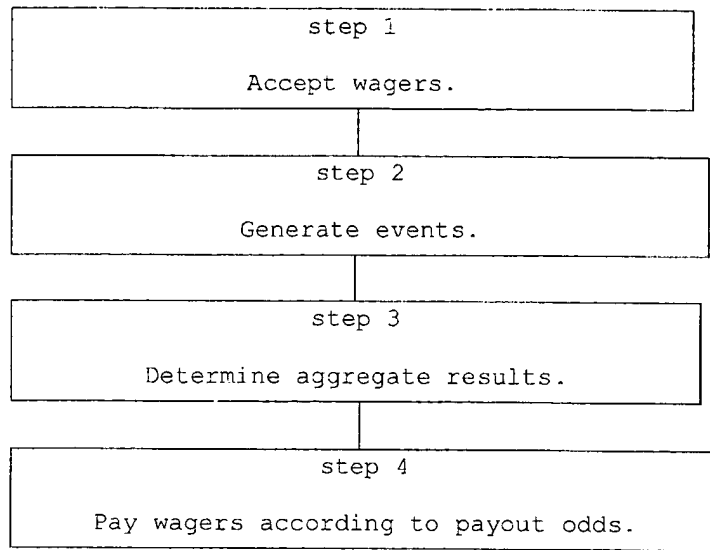 step 1
Accept wagers.
step 2
Generate events.
step 3
Determine aggregate results.
step 4
Pay wagers according to payout odds.